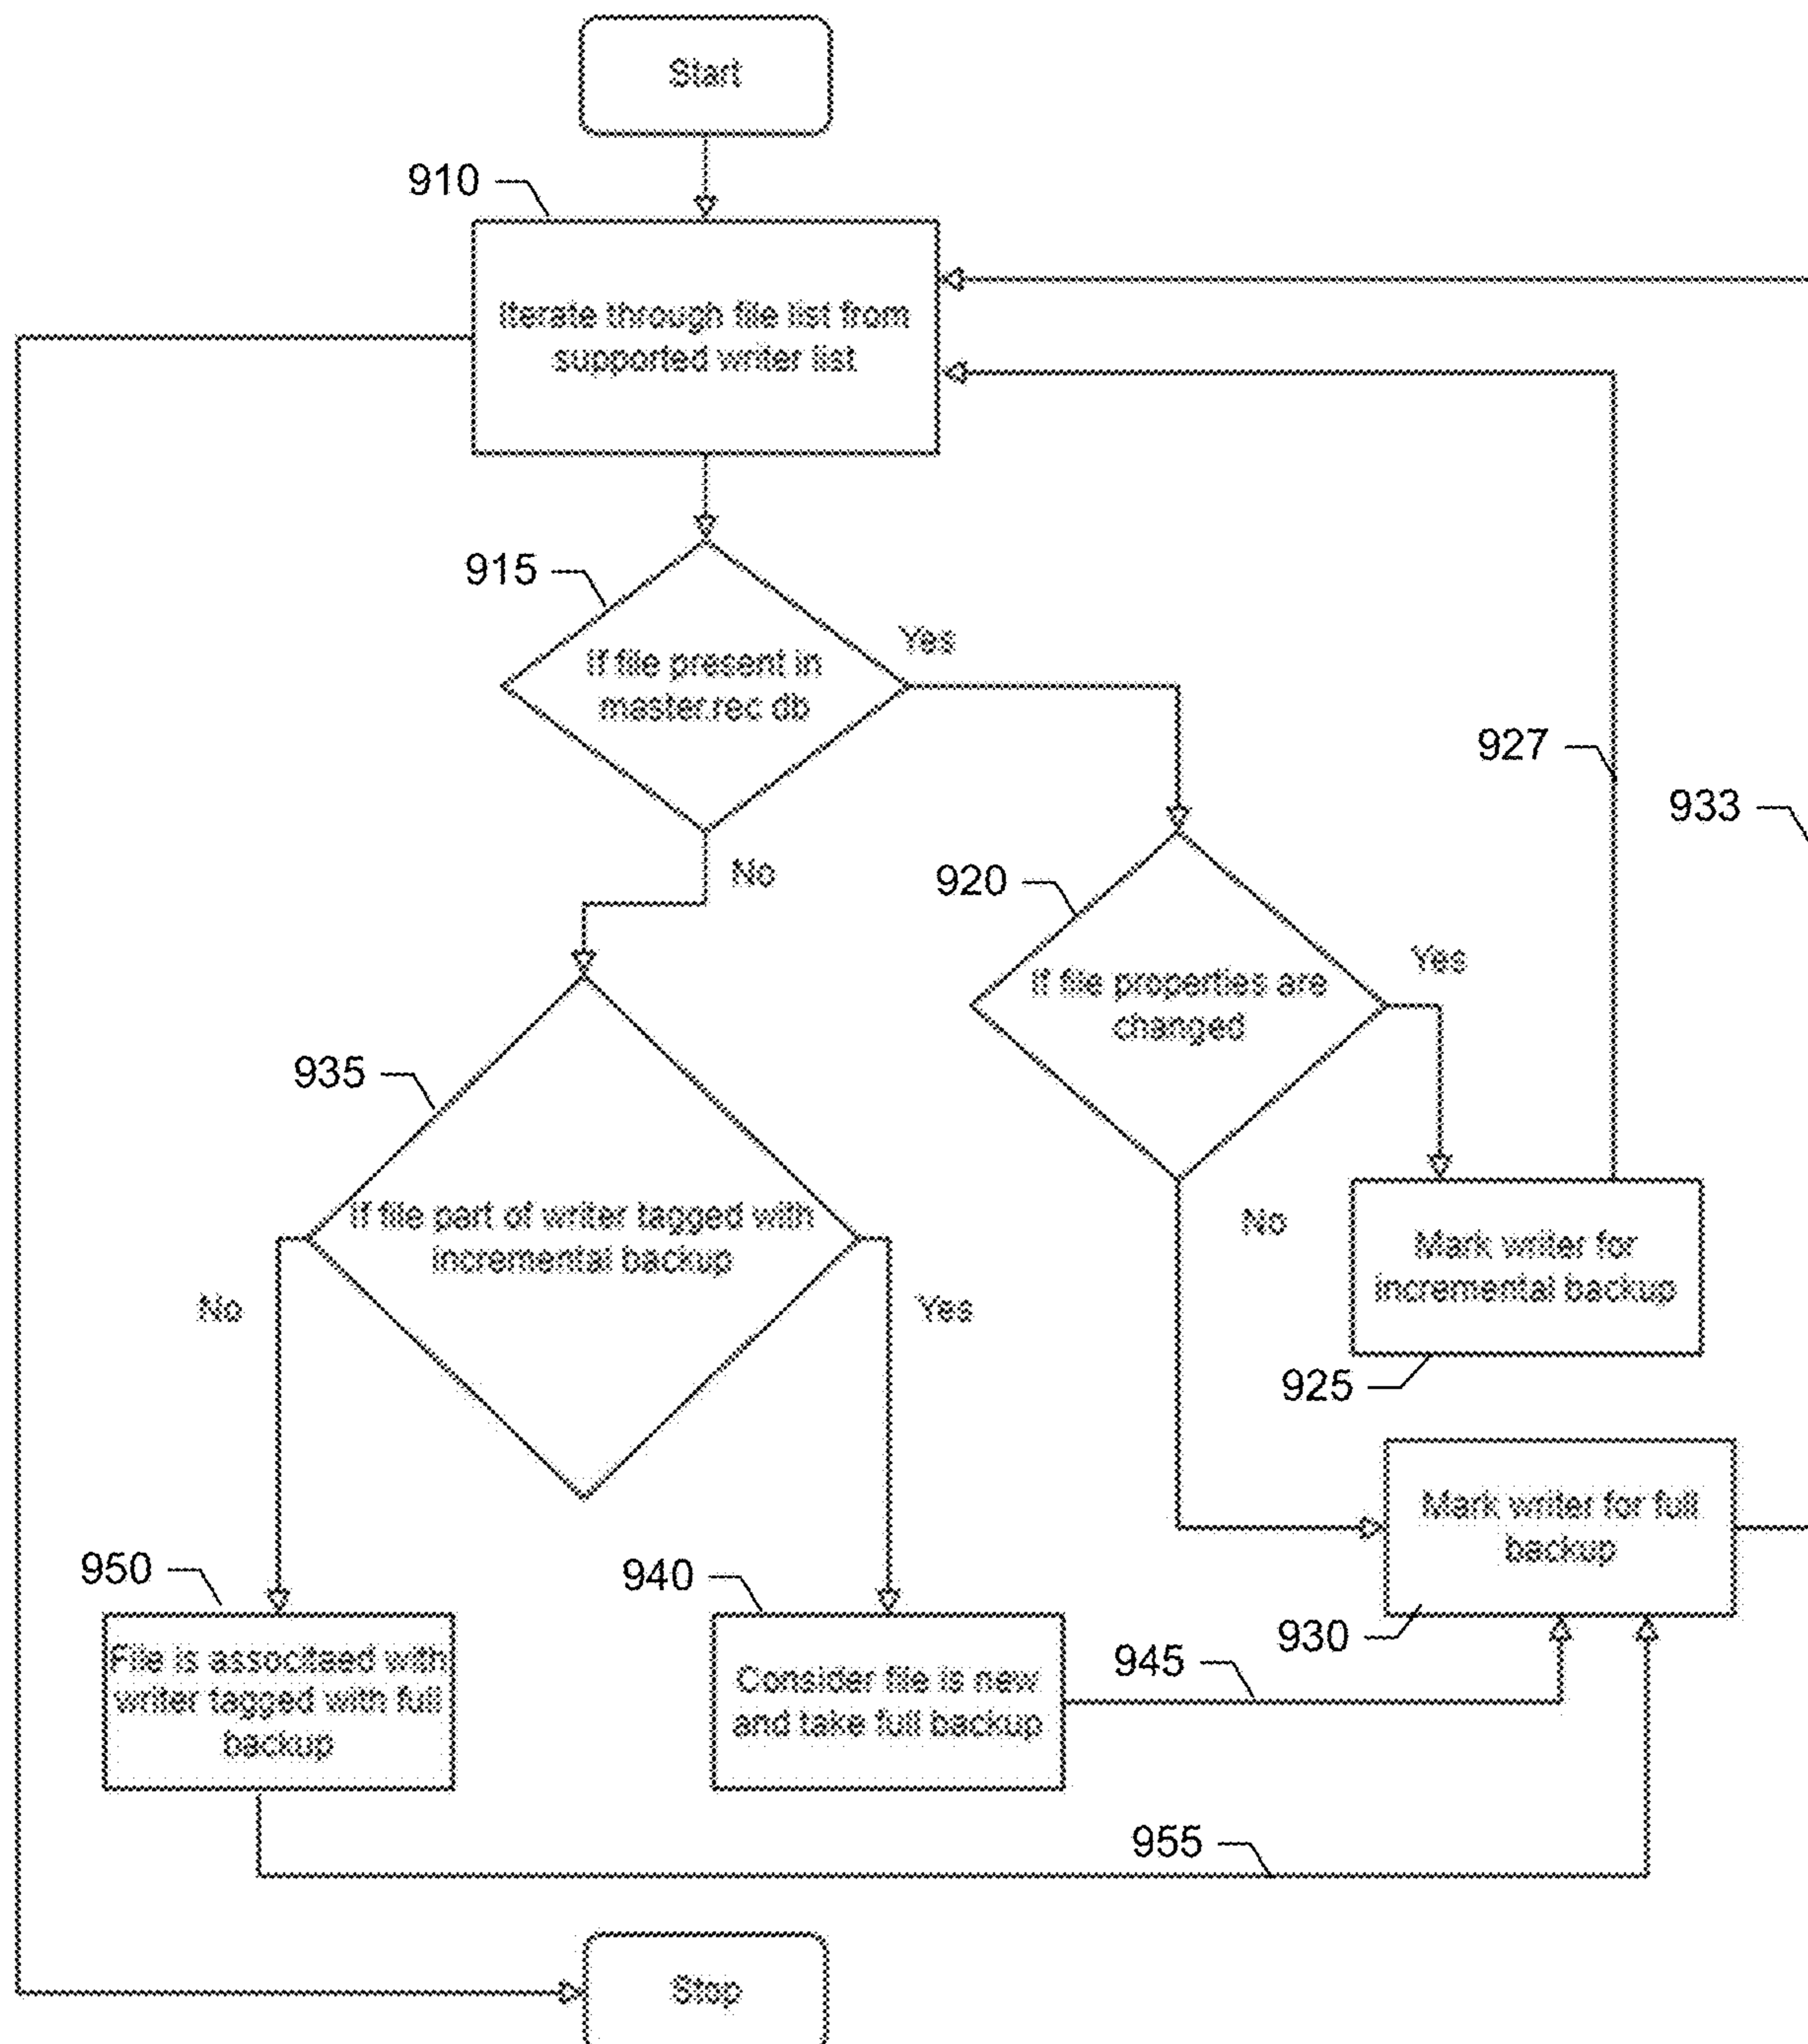 Start
910
Iterate through file list from
supported writer list
915
If file present in
master.rec db
Yes
927
933
No
920
If file properties are
changed
Yes
935
If file part of writer tagged with
incremental backup
No
Yes
No
Mark writer for
incremental backup
925
Mark writer for full
backup
930
950
File is associtaed with
writer tagged with full
backup
940
Consider file is new
and take full backup
945
955
Stop